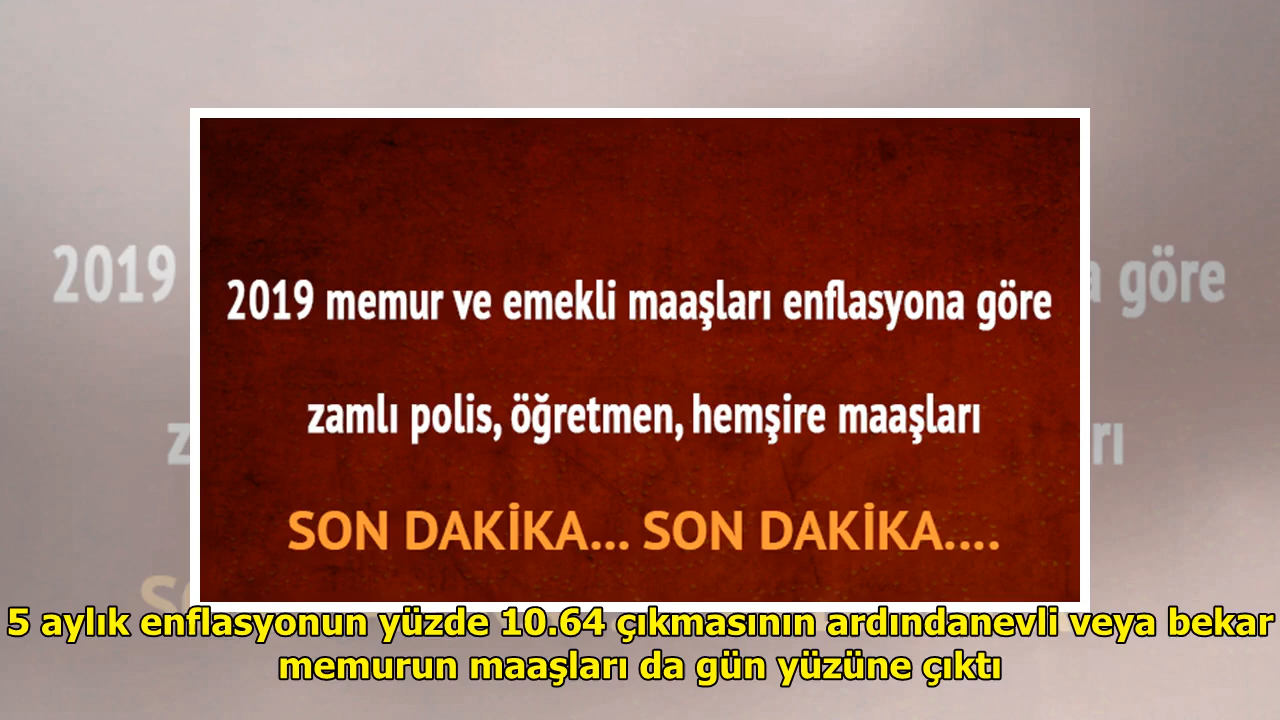 2019 memur ve emekli maaşları enflasyona göre
zamlı polis, öğretmen, hemşire maaşları
SON DAKİKA... SON DAKİKA....
5 aylık enflasyonun yüzde 10.64 çıkmasının ardındanevli veya bekar
memurun maaşları da gün yüzüne çıktı